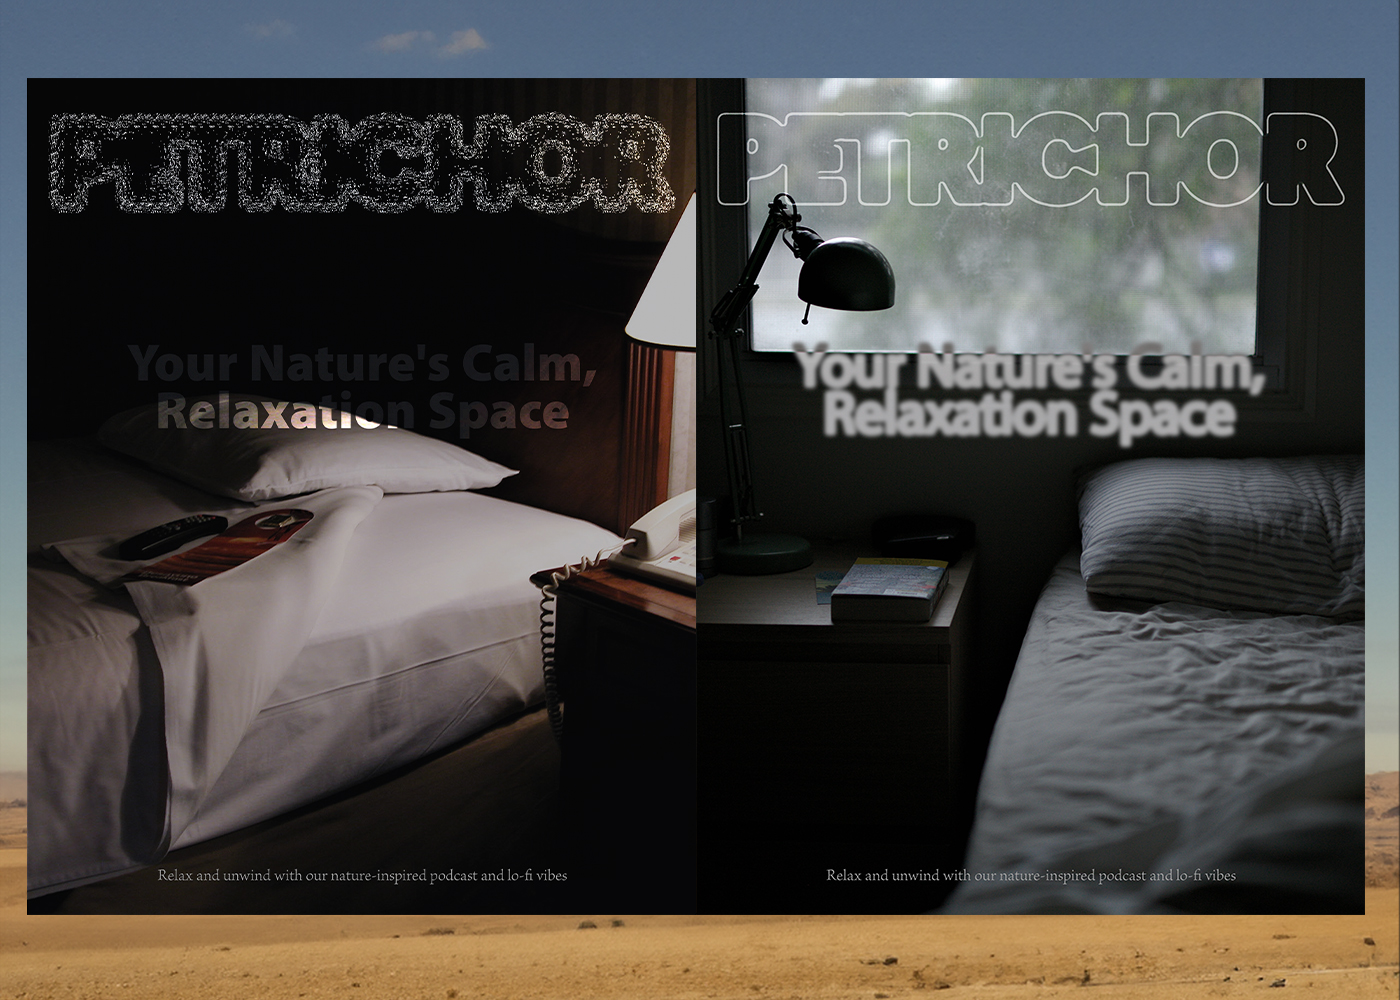 PETRICHOR
Your Nature's Calm,
Relaxation Space
Relax and unwind with our nature-inspired podcast and lo-fi vibes
PETRICHOR
Your Nature's Calm,
Relaxation Space
Relax and unwind with our nature-inspired podcast and lo-fi vibes